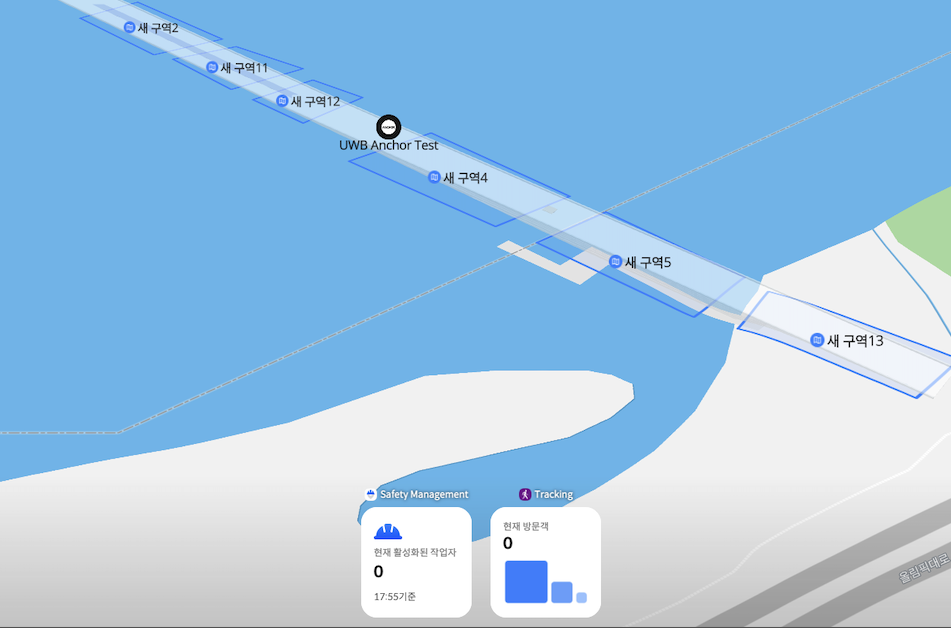 새 구역2
새 구역11
새 구역12
UWB Anchor Test
새 구역4
새 구역5
새 구역13
올림픽대로
Safety Management
Tracking
현재 활성화된 작업자
0
17:55기준
현재 방문객
0